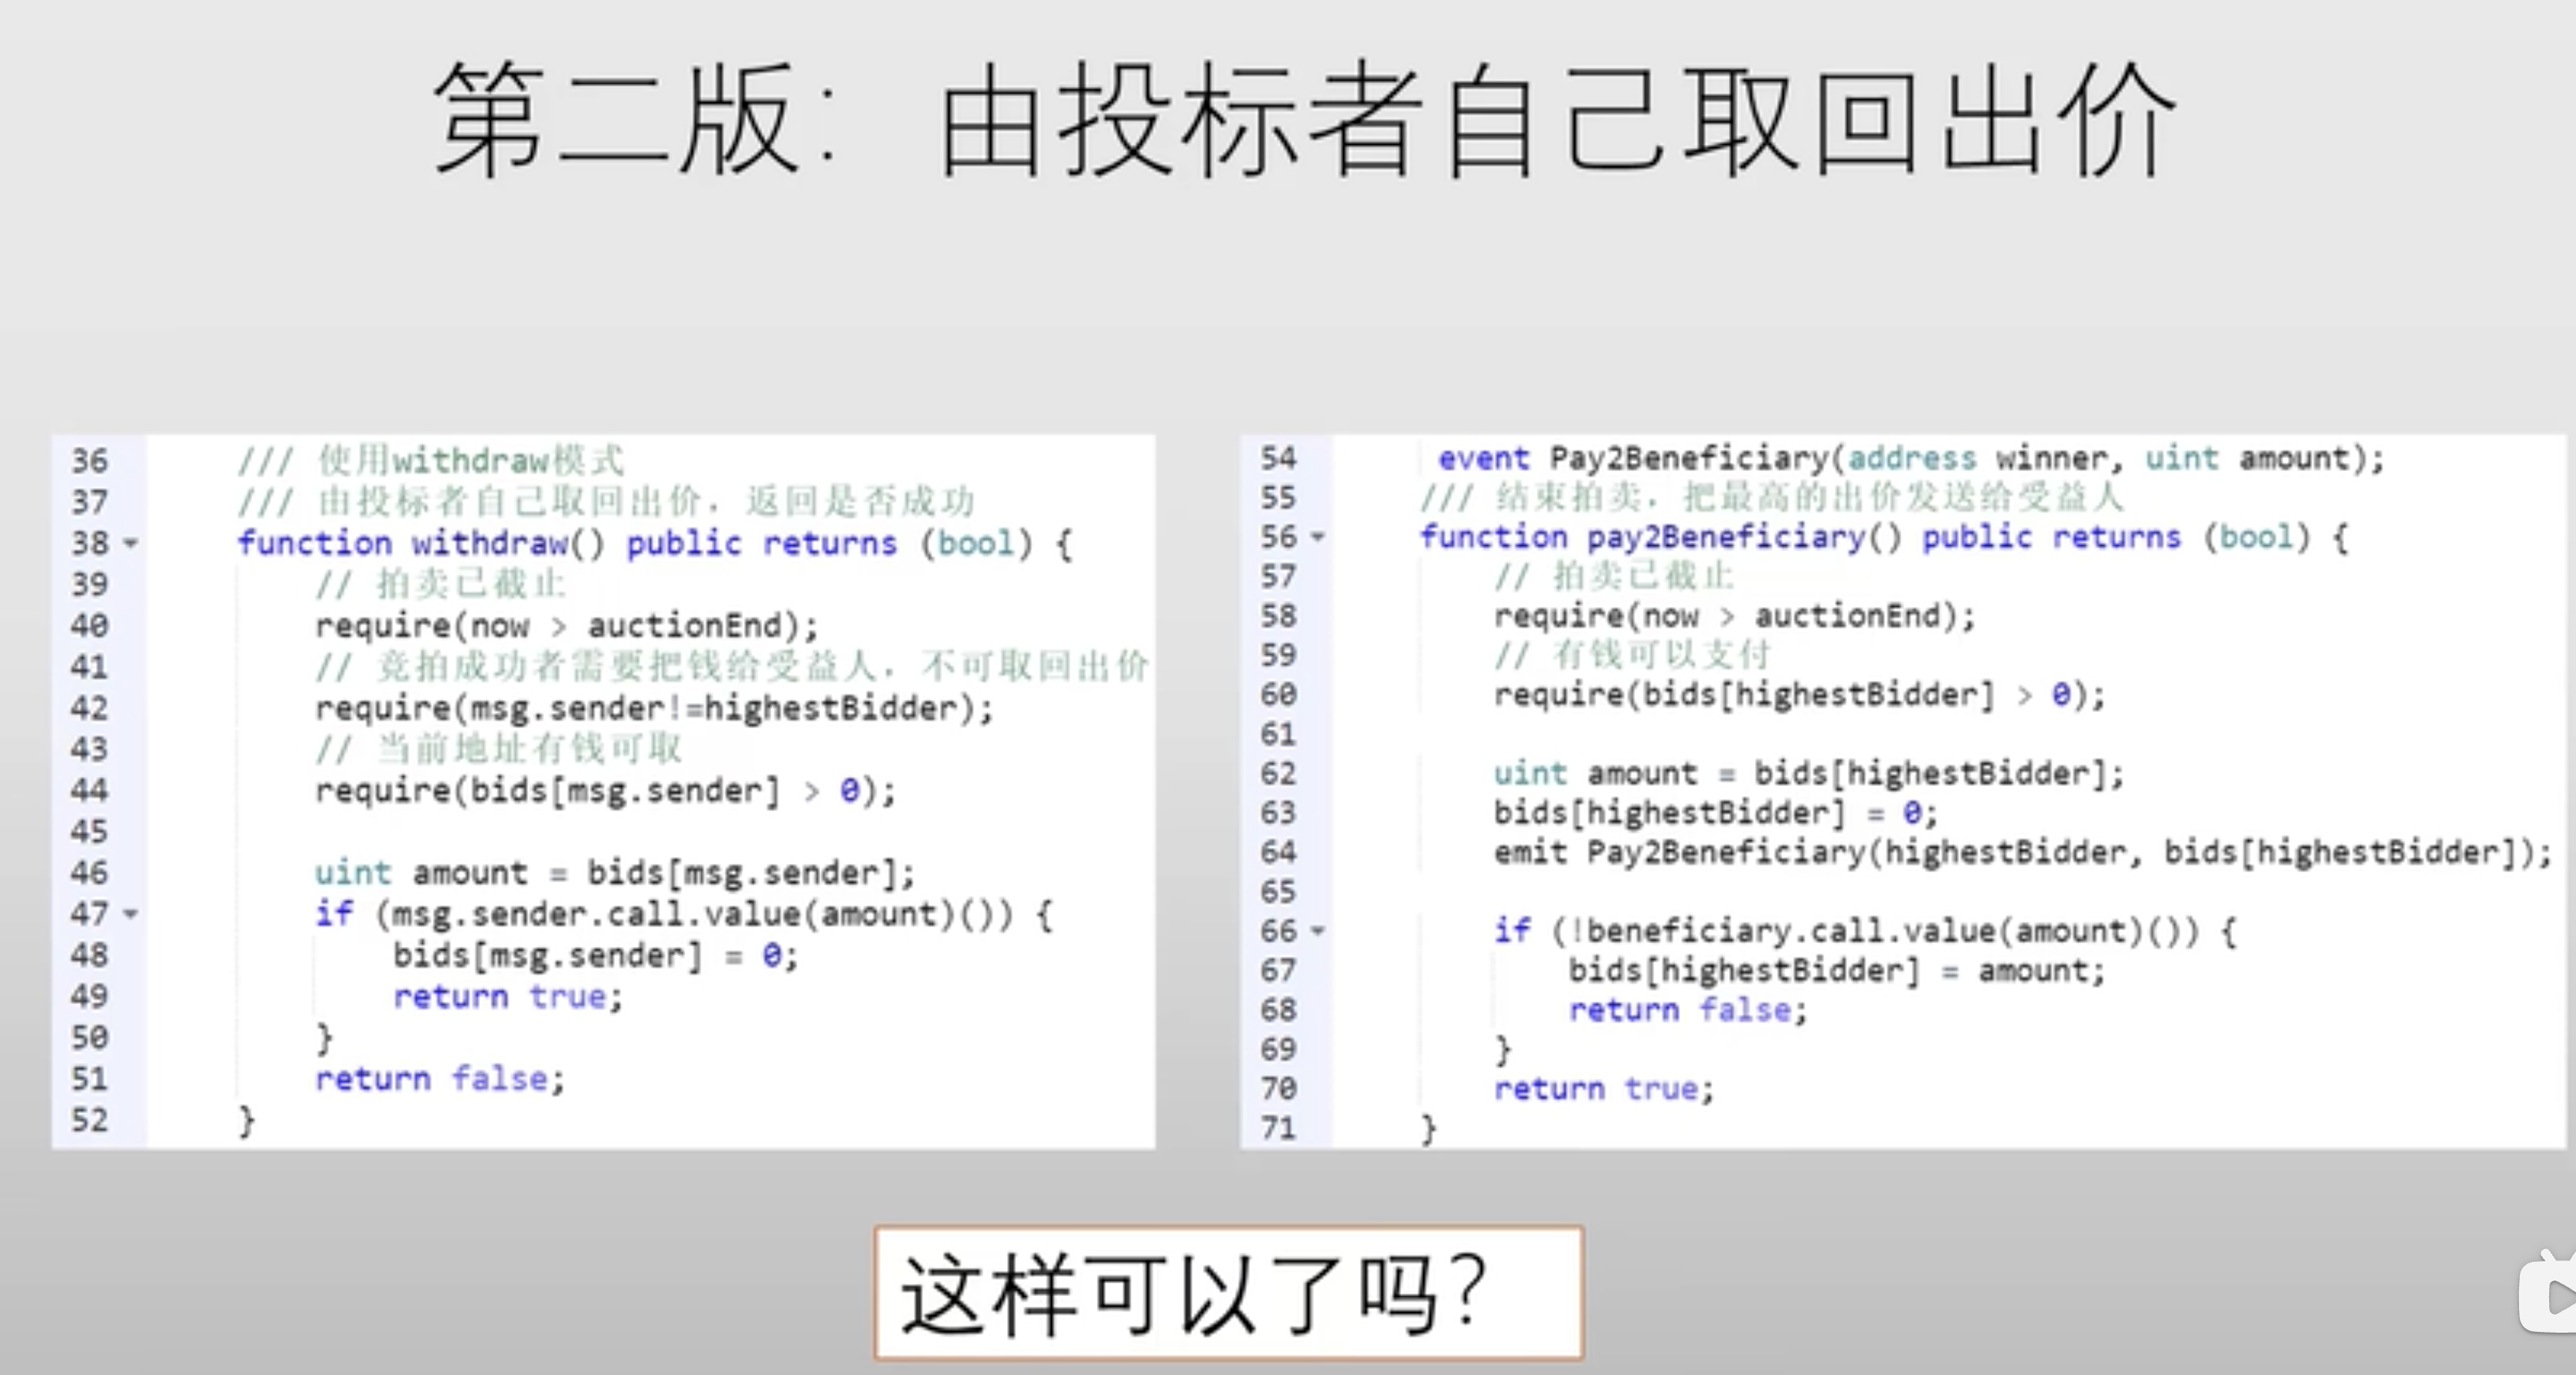 第二版：由投标者自己取回出价
36 /// 使用withdraw模式
37 /// 由投标者自己取回出价，返回是否成功
38 function withdraw() public returns (bool) {
39 // 拍卖已截止
40 require(now > auctionEnd);
41 // 竞拍成功者需要把钱给受益人，不可取回出价
42 require(msg.sender!=highestBidder);
43 // 当前地址有钱可取
44 require(bids[msg.sender] > 0);
45
46 uint amount = bids[msg.sender];
47 if (msg.sender.call.value(amount)()) {
48 bids[msg.sender] = 0;
49 return true;
50 }
51 return false;
52 }
54 event Pay2Beneficiary(address winner, uint amount);
55 /// 结束拍卖，把最高的出价发送给受益人
56 function pay2Beneficiary() public returns (bool) {
57 // 拍卖已截止
58 require(now > auctionEnd);
59 // 有钱可以支付
60 require(bids[highestBidder] > 0);
61
62 uint amount = bids[highestBidder];
63 bids[highestBidder] = 0;
64 emit Pay2Beneficiary(highestBidder, bids[highestBidder]);
65
66 if (!beneficiary.call.value(amount)()) {
67 bids[highestBidder] = amount;
68 return false;
69 }
70 return true;
71 }
这样可以了吗？